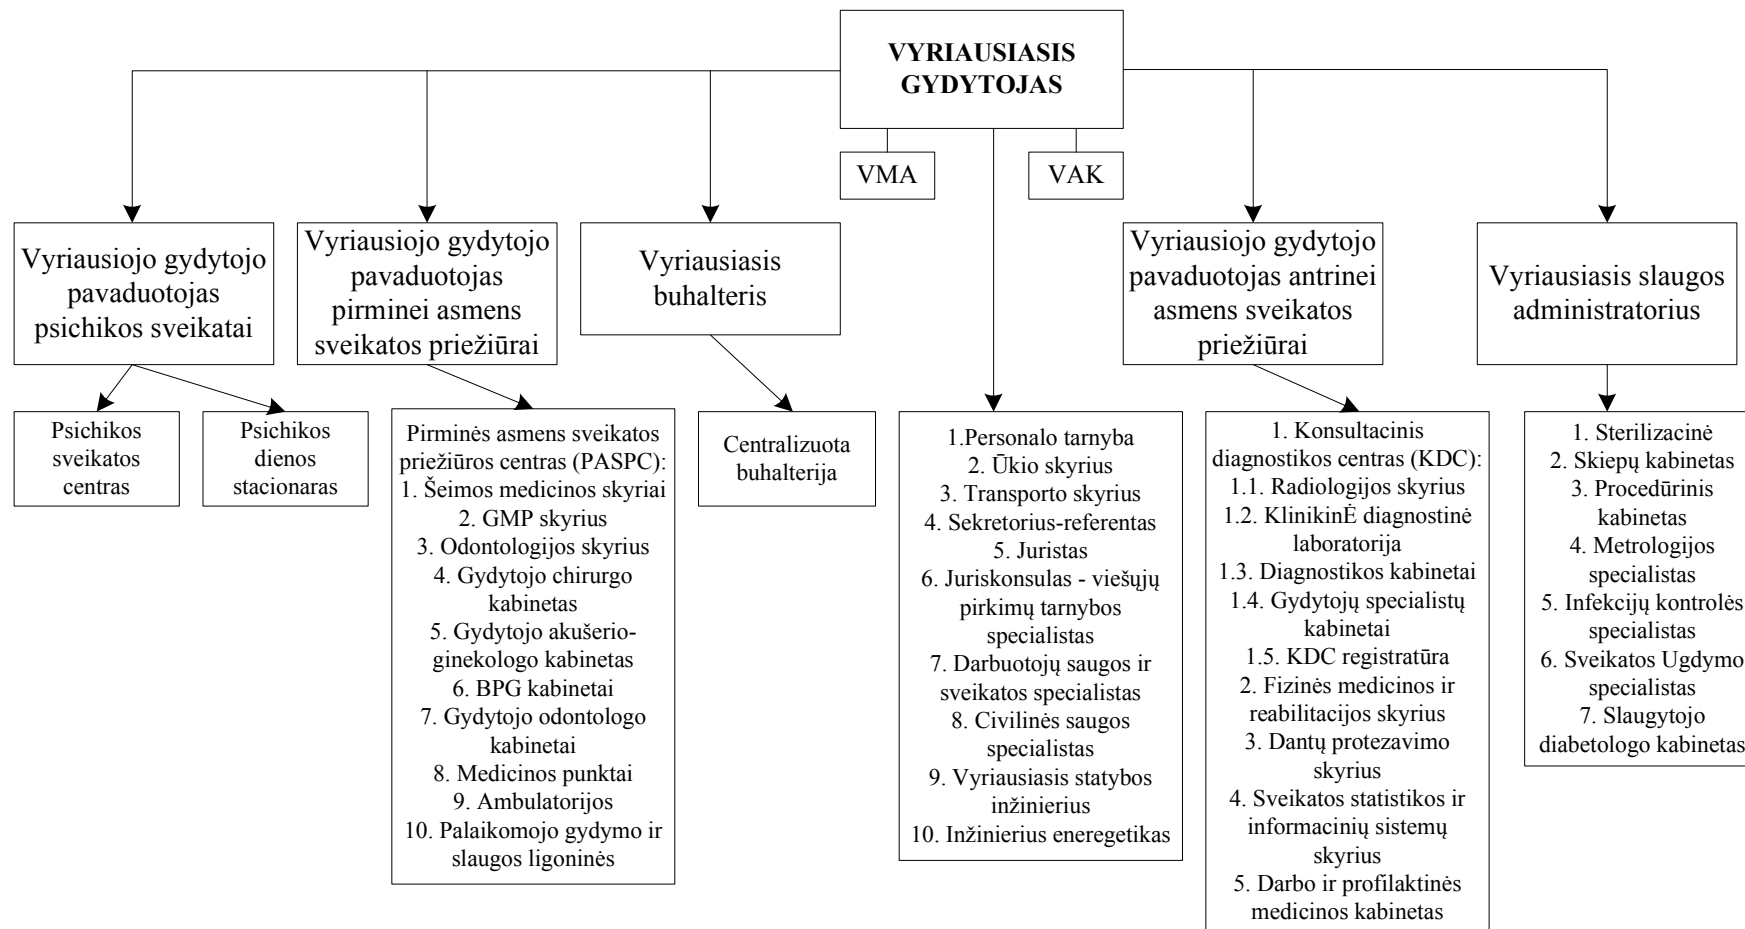 VYRIAUSIASIS
GYDYTOJAS
VMA
VAK
Vyriausiojo gydytojo
pavaduotojas
psichikos sveikatai
Vyriausiojo gydytojo
pavaduotojas
pirminei asmens
sveikatos priežiūrai
Vyriausiasis
buhalteris
Vyriausiojo gydytojo
pavaduotojas antrinei
asmens sveikatos
priežiūrai
Vyriausiasis slaugos
administratorius
Psichikos
sveikatos
centras
Psichikos
dienos
stacionaras
Pirminės asmens sveikatos
priežiūros centras (PASPC):
1. Šeimos medicinos skyriai
2. GMP skyrius
3. Odontologijos skyrius
4. Gydytojo chirurgo
kabinetas
5. Gydytojo akušerio-
ginekologo kabinetas
6. BPG kabinetai
7. Gydytojo odontologo
kabinetai
8. Medicinos punktai
9. Ambulatorijos
10. Palaikomojo gydymo ir
slaugos ligoninės
Centralizuota
buhalterija
1.Personalo tarnyba
2. Ūkio skyrius
3. Transporto skyrius
4. Sekretorius-referentas
5. Juristas
6. Juriskonsulas - viešųjų
pirkimų tarnybos
specialistas
7. Darbuotojų saugos ir
sveikatos specialistas
8. Civilinės saugos
specialistas
9. Vyriausiasis statybos
inžinierius
10. Inžinierius eneregetikas
1. Konsultacinis
diagnostikos centras (KDC):
1.1. Radiologijos skyrius
1.2. KlinikinĖ diagnostinė
laboratorija
1.3. Diagnostikos kabinetai
1.4. Gydytojų specialistų
kabinetai
1.5. KDC registratūra
2. Fizinės medicinos ir
reabilitacijos skyrius
3. Dantų protezavimo
skyrius
4. Sveikatos statistikos ir
informacinių sistemų
skyrius
5. Darbo ir profilaktinės
medicinos kabinetas
1. Sterilizacinė
2. Skiepų kabinetas
3. Procedūrinis
kabinetas
4. Metrologijos
specialistas
5. Infekcijų kontrolės
specialistas
6. Sveikatos Ugdymo
specialistas
7. Slaugytojo
diabetologo kabinetas